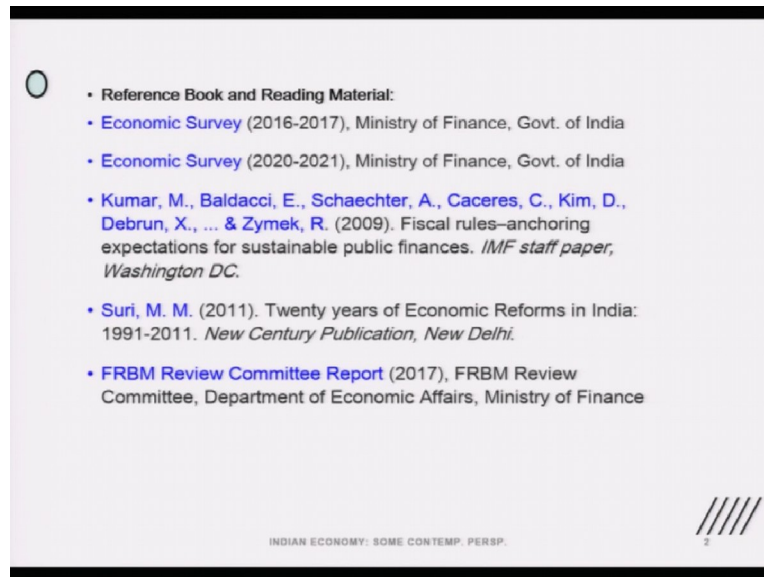 • Reference Book and Reading Material:
• Economic Survey (2016-2017), Ministry of Finance, Govt. of India
• Economic Survey (2020-2021), Ministry of Finance, Govt. of India
• Kumar, M., Baldacci, E., Schaechter, A., Caceres, C., Kim, D.,
Debrun, X., ... & Zymek, R. (2009). Fiscal rules–anchoring
expectations for sustainable public finances. IMF staff paper,
Washington DC.
• Suri, M. M. (2011). Twenty years of Economic Reforms in India:
1991-2011. New Century Publication, New Delhi.
• FRBM Review Committee Report (2017), FRBM Review
Committee, Department of Economic Affairs, Ministry of Finance
INDIAN ECONOMY: SOME CONTEMP. PERSP.
2